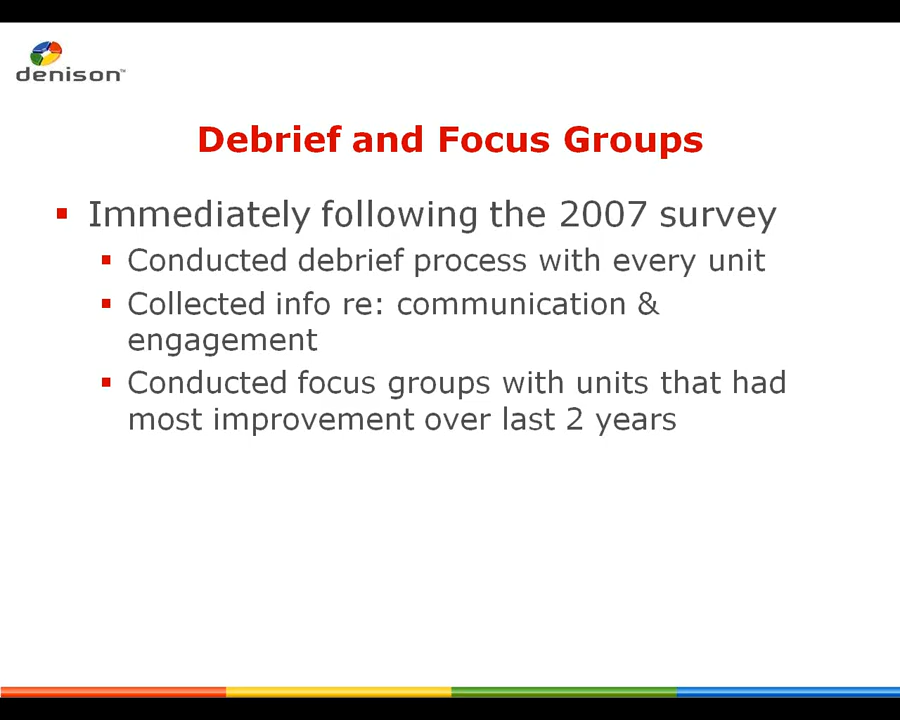 denison™
Debrief and Focus Groups
▪ Immediately following the 2007 survey
▪ Conducted debrief process with every unit
▪ Collected info re: communication &
engagement
▪ Conducted focus groups with units that had
most improvement over last 2 years